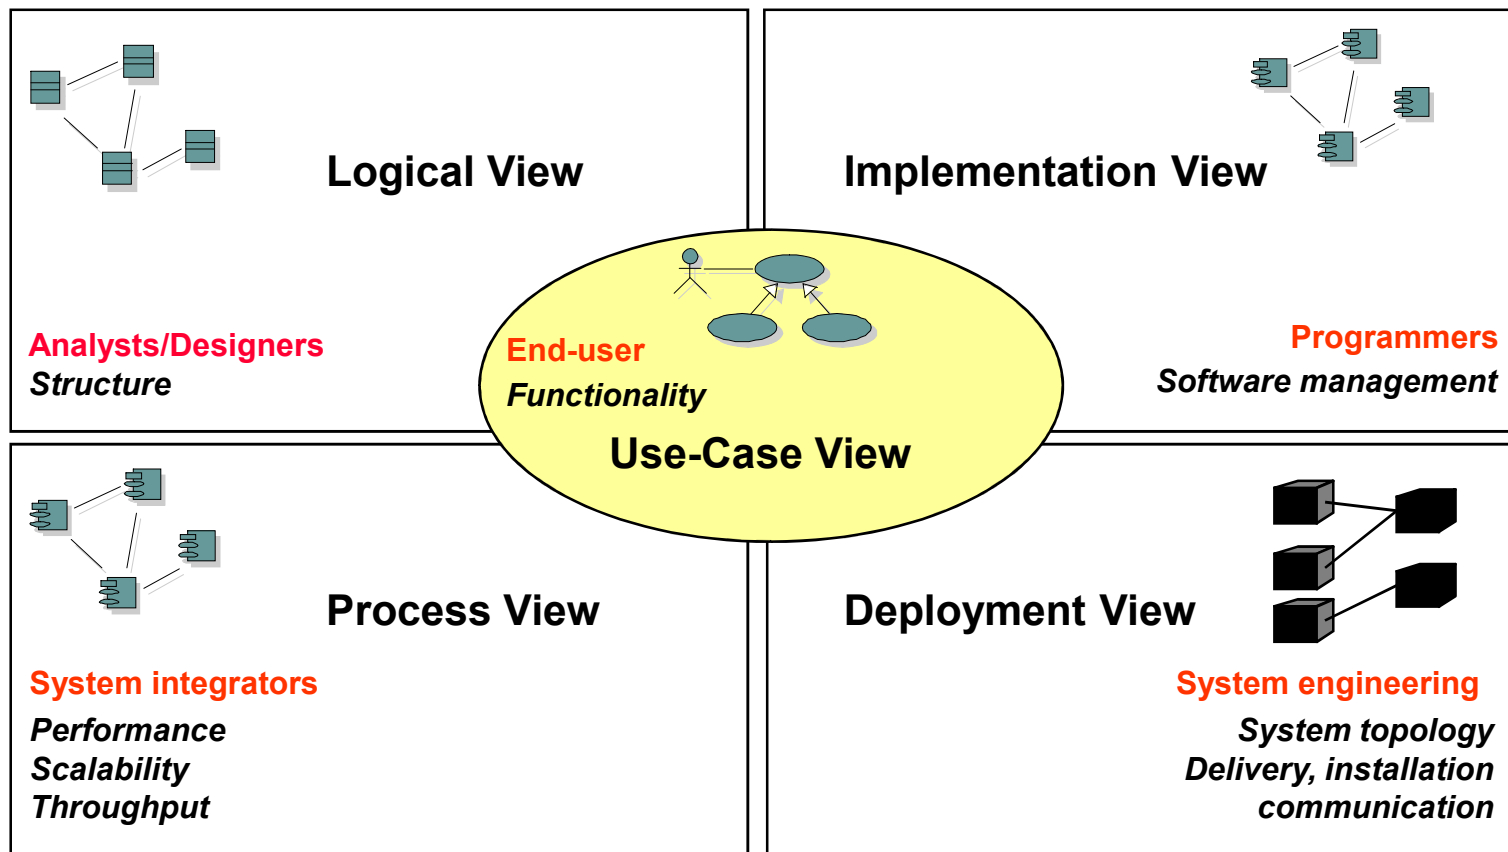 Logical View
Analysts/Designers
Structure
Implementation View
Programmers
Software management
End-user
Functionality
Use-Case View
Process View
System integrators
Performance
Scalability
Throughput
Deployment View
System engineering
System topology
Delivery, installation
communication